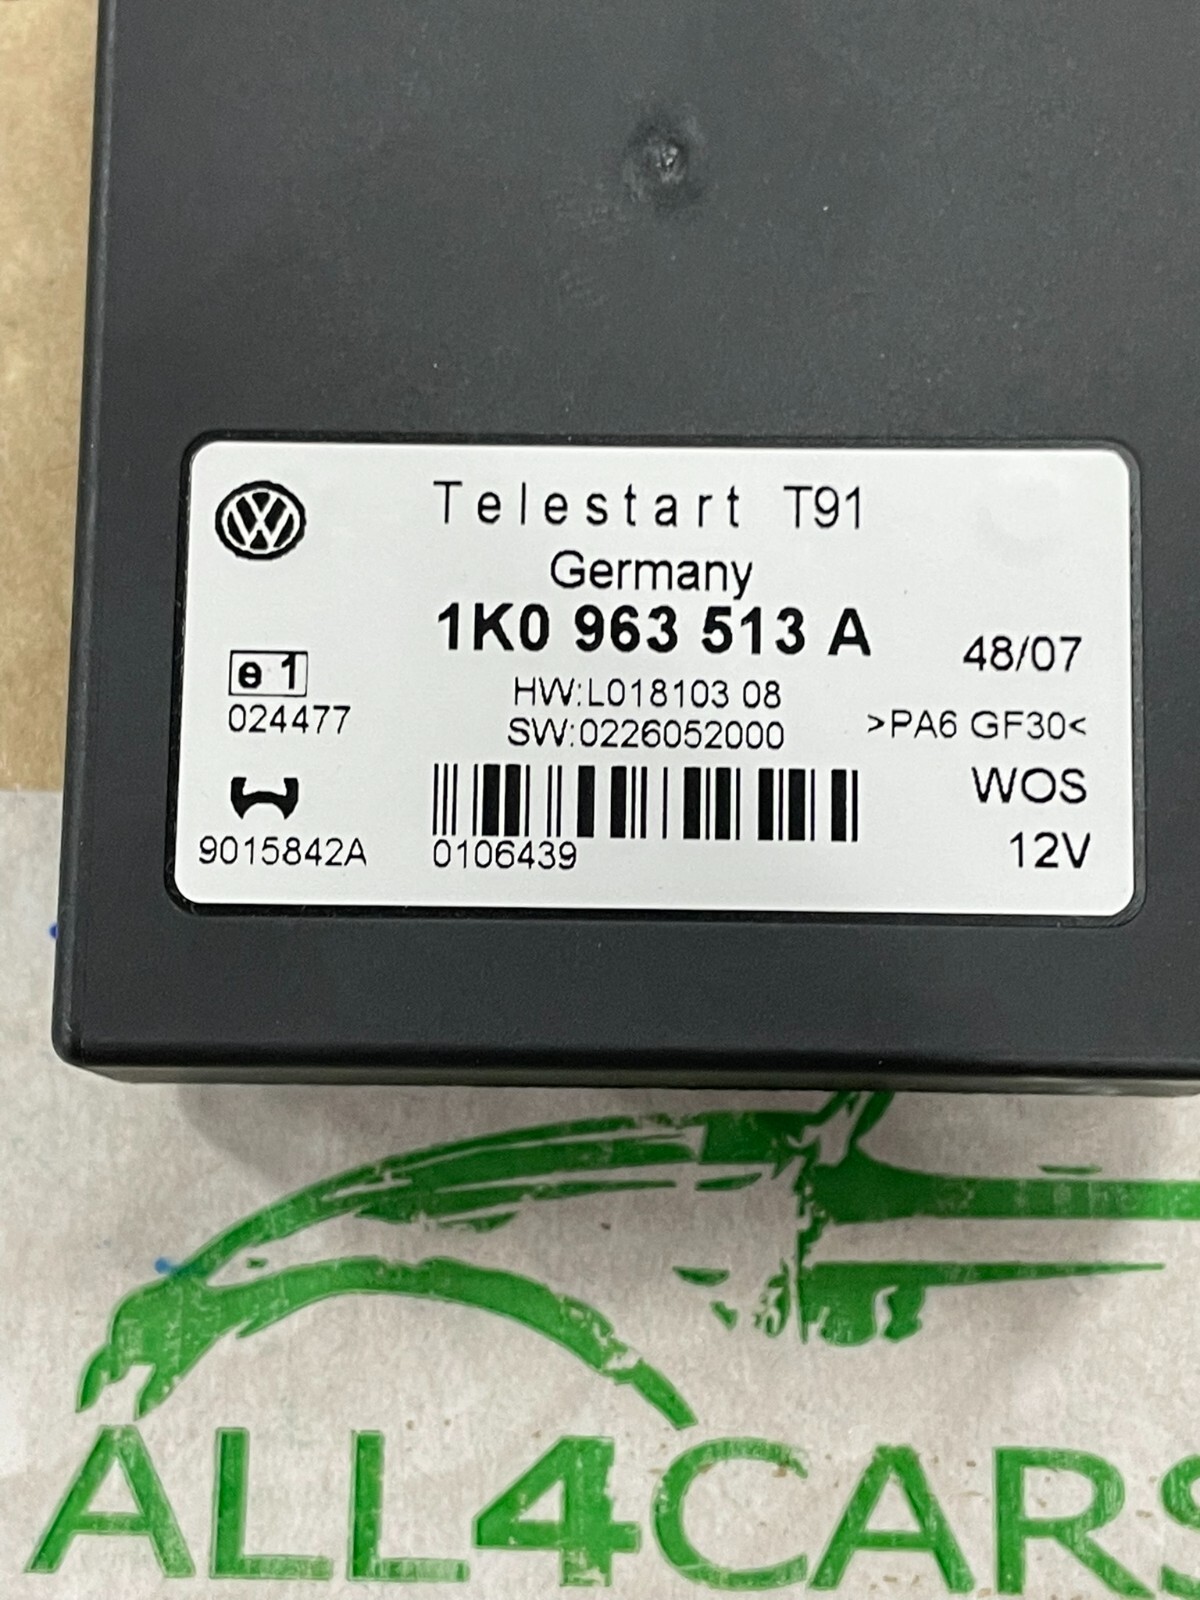 Telestart T91
Germany
1K0 963 513 A
48/07
e 1
HW:L018103 08
024477
SW:0226052000
>PA6 GF30<
WOS
9015842A
0106439
12V
ALL4CARS